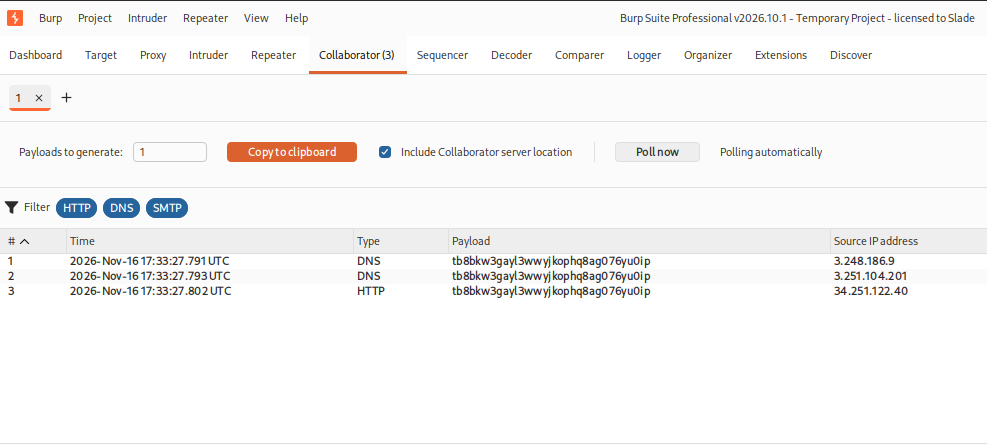 Burp Project Intruder Repeater View Help Burp Suite Professional v2026.10.1 - Temporary Project - licensed to Slade
Dashboard Target Proxy Intruder Repeater Collaborator (3) Sequencer Decoder Comparer Logger Organizer Extensions Discover
1 × +
Payloads to generate: 1 Copy to clipboard Include Collaborator server location Poll now Polling automatically
Filter HTTP DNS SMTP
# Time Type Payload Source IP address
1 2026-Nov-16 17:33:27.791 UTC DNS tb8bkw3gayl3wwyjkophq8ag076yu0ip 3.248.186.9
2 2026-Nov-16 17:33:27.793 UTC DNS tb8bkw3gayl3wwyjkophq8ag076yu0ip 3.251.104.201
3 2026-Nov-16 17:33:27.802 UTC HTTP tb8bkw3gayl3wwyjkophq8ag076yu0ip 34.251.122.40